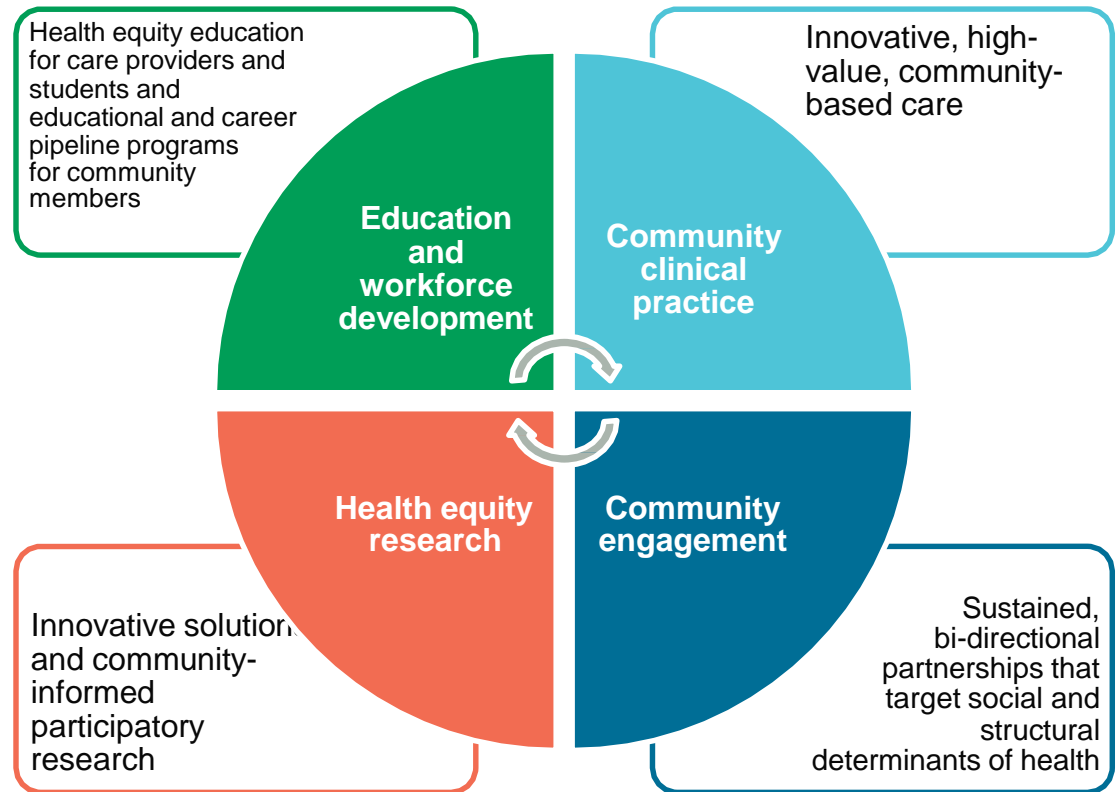 Health equity education
for care providers and
students and
educational and career
pipeline programs
for community
members
Innovative, high-
value, community-
based care
Education
and
workforce
development
Community
clinical
practice
Health equity
research
Community
engagement
Innovative solution
and community-
informed
participatory
research
Sustained,
bi-directional
partnerships that
target social and
structural
determinants of health